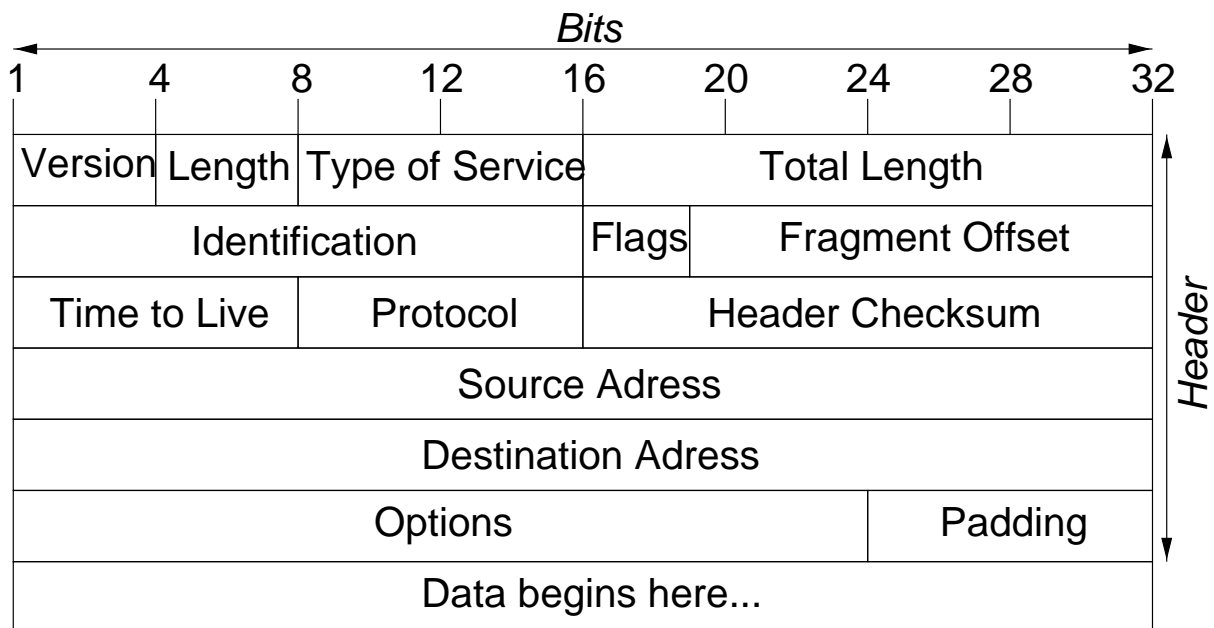 Bits
1 4 8 12 16 20 24 28 32
Version Length Type of Service Total Length
Identification Flags Fragment Offset
Time to Live Protocol Header Checksum
Source Adress
Destination Adress
Options Padding
Data begins here...
Header